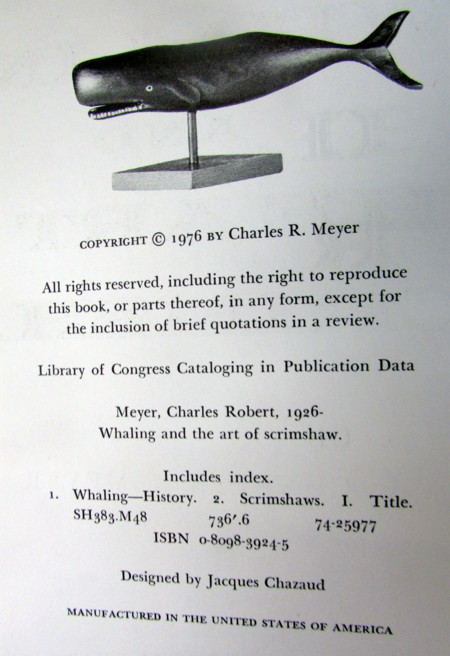 COPYRIGHT © 1976 BY Charles R. Meyer
All rights reserved, including the right to reproduce
this book, or parts thereof, in any form, except for
the inclusion of brief quotations in a review.
Library of Congress Cataloging in Publication Data
Meyer, Charles Robert, 1926-
Whaling and the art of scrimshaw.
Includes index.
1. Whaling—History. 2. Scrimshaws. I. Title.
SH383.M48 736'.6 74-25977
ISBN 0-8098-3924-5
Designed by Jacques Chazaud
MANUFACTURED IN THE UNITED STATES OF AMERICA